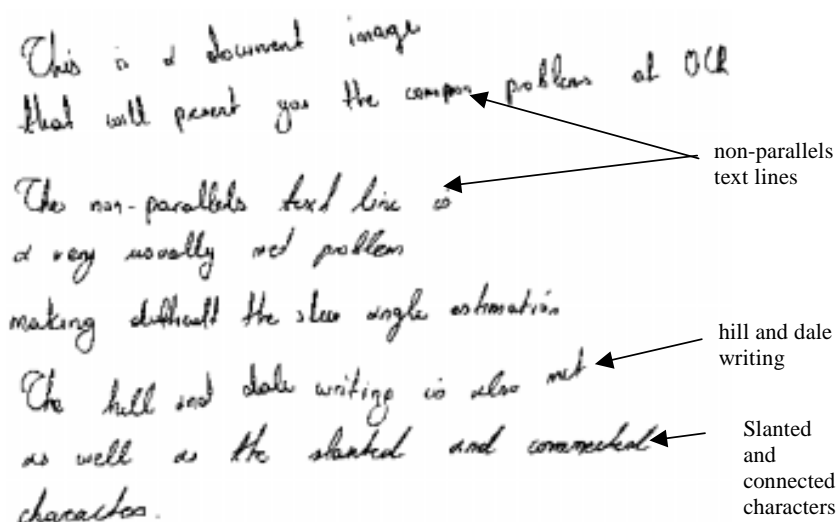 This is a document image
that will present you the common problems of OCR
non-parallels
text lines
The non-parallels text line is
a very usually met problem
making difficult the skew angle estimation
hill and dale
writing
The hill and dale writing is also met
as well as the slanted and connected
characters.
Slanted
and
connected
characters